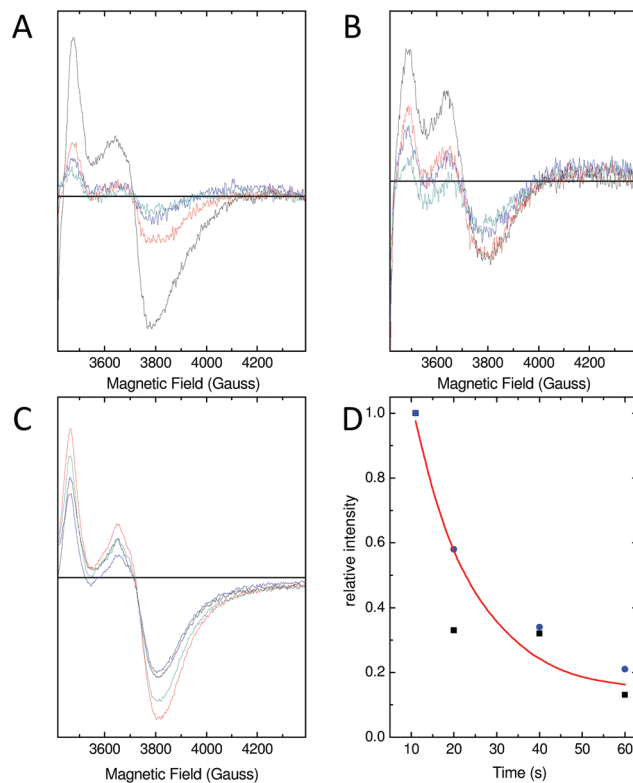 A
B
3600 3800 4000 4200
Magnetic Field (Gauss)
3600 3800 4000 4200
Magnetic Field (Gauss)
C
D
3600 3800 4000 4200
Magnetic Field (Gauss)
1.0
0.8
0.6
0.4
0.2
0.0
relative intensity
10 20 30 40 50 60
Time (s)